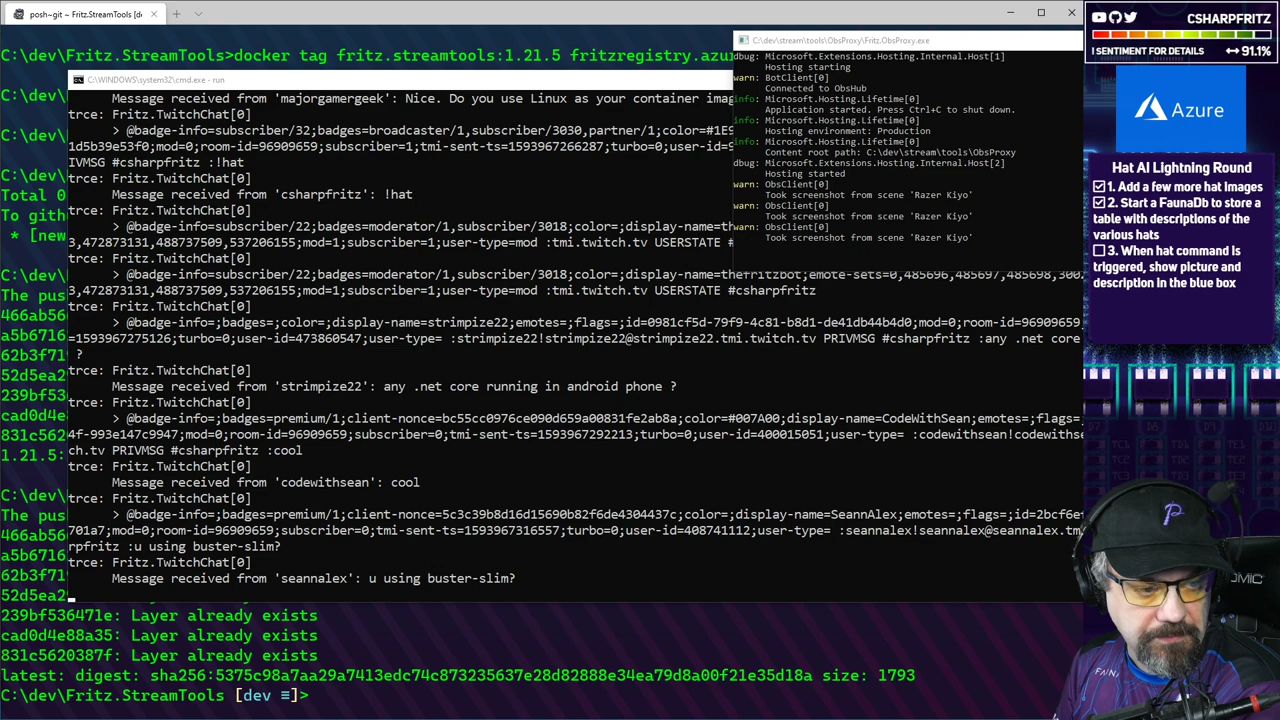 posh~git ~ Fritz.StreamTools [de
C:\dev\Fritz.StreamTools>docker tag fritz.streamtools:1.21.5 fritzregistry.azur
C:\dev\
C:\dev\
C:\dev\
Total 0
To gith
* [new
C:\dev\
The pus
466ab
a5b6f
62b3f71
52d5ea2
239bf
cad0d4e
831c562
1.21.5:
C:\dev\
The pus
466ab
a5b6f
62b3f
52d5ea
239bf536471e: Layer already exists
cad0d4e88a35: Layer already exists
831c5620387f: Layer already exists
latest: digest: sha256:5375c98a7aa29a7413edc74c873235637e28d82888e34ea79d8a00f21e35d18a size: 1793
C:\dev\Fritz.StreamTools [dev ≡]>
C:\WINDOWS\system32\cmd.exe - run
Message received from 'majorgamergeek': Nice. Do you use Linux as your container imag
trce: Fritz.TwitchChat[0]
> @badge-info=subscriber/32;badges=broadcaster/1,subscriber/3030,partner/1;color=#1E9
1d5b39e53f0;mod=0;room-id=96909659;subscriber=1;tmi-sent-ts=1593967266287;turbo=0;user-id=9
IVMSG #csharpfritz :!hat
trce: Fritz.TwitchChat[0]
Message received from 'csharpfritz': !hat
trce: Fritz.TwitchChat[0]
> @badge-info=subscriber/22;badges=moderator/1,subscriber/3018;color=;display-name=th
3,472873131,488737509,537206155;mod=1;subscriber=1;user-type=mod :tmi.twitch.tv USERSTATE #
trce: Fritz.TwitchChat[0]
> @badge-info=subscriber/22;badges=moderator/1,subscriber/3018;color=;display-name=thefritzbot;emote-sets=0,485696,485697,485698,300
3,472873131,488737509,537206155;mod=1;subscriber=1;user-type=mod :tmi.twitch.tv USERSTATE #csharpfritz
trce: Fritz.TwitchChat[0]
> @badge-info=;badges=;color=;display-name=strimpize22;emotes=;flags=;id=0981cf5d-79f9-4c81-b8d1-de41db44b4d0;mod=0;room-id=96909659
=1593967275126;turbo=0;user-id=473860547;user-type= :strimpize22!strimpize22@strimpize22.tmi.twitch.tv PRIVMSG #csharpfritz :any .net core
?
trce: Fritz.TwitchChat[0]
Message received from 'strimpize22': any .net core running in android phone ?
trce: Fritz.TwitchChat[0]
> @badge-info=;badges=premium/1;client-nonce=bc55cc0976ce090d659a00831fe2ab8a;color=#007A00;display-name=CodeWithSean;emotes=;flags=
4f-993e147c9947;mod=0;room-id=96909659;subscriber=0;tmi-sent-ts=1593967292213;turbo=0;user-id=400015051;user-type= :codewithsean!codewiths
ch.tv PRIVMSG #csharpfritz :cool
trce: Fritz.TwitchChat[0]
Message received from 'codewithsean': cool
trce: Fritz.TwitchChat[0]
> @badge-info=;badges=premium/1;client-nonce=5c3c39b8d16d15690b82f6de4304437c;color=;display-name=SeannAlex;emotes=;flags=;id=2bcf6e
701a7;mod=0;room-id=96909659;subscriber=0;tmi-sent-ts=1593967316557;turbo=0;user-id=408741112;user-type= :seannalex!seannalex@seannalex.tm
rpfritz :u using buster-slim?
trce: Fritz.TwitchChat[0]
Message received from 'seannalex': u using buster-slim?
C:\dev\stream\tools\ObsProxy\Fritz.ObsProxy.exe
dbug: Microsoft.Extensions.Hosting.Internal.Host[1]
Hosting starting
warn: BotClient[0]
Connected to ObsHub
info: Microsoft.Hosting.Lifetime[0]
Application started. Press Ctrl+C to shut down.
info: Microsoft.Hosting.Lifetime[0]
Hosting environment: Production
info: Microsoft.Hosting.Lifetime[0]
Content root path: C:\dev\stream\tools\ObsProxy
dbug: Microsoft.Extensions.Hosting.Internal.Host[2]
Hosting started
warn: ObsClient[0]
Took screenshot from scene 'Razer Kiyo'
warn: ObsClient[0]
Took screenshot from scene 'Razer Kiyo'
warn: ObsClient[0]
Took screenshot from scene 'Razer Kiyo'
CSHARPFRITZ
! SENTIMENT FOR DETAILS ↔ 91.1%
Azure
Hat AI Lightning Round
☑ 1. Add a few more hat images
☑ 2. Start a FaunaDb to store a
table with descriptions of the
various hats
☐ 3. When hat command is
triggered, show picture and
description in the blue box